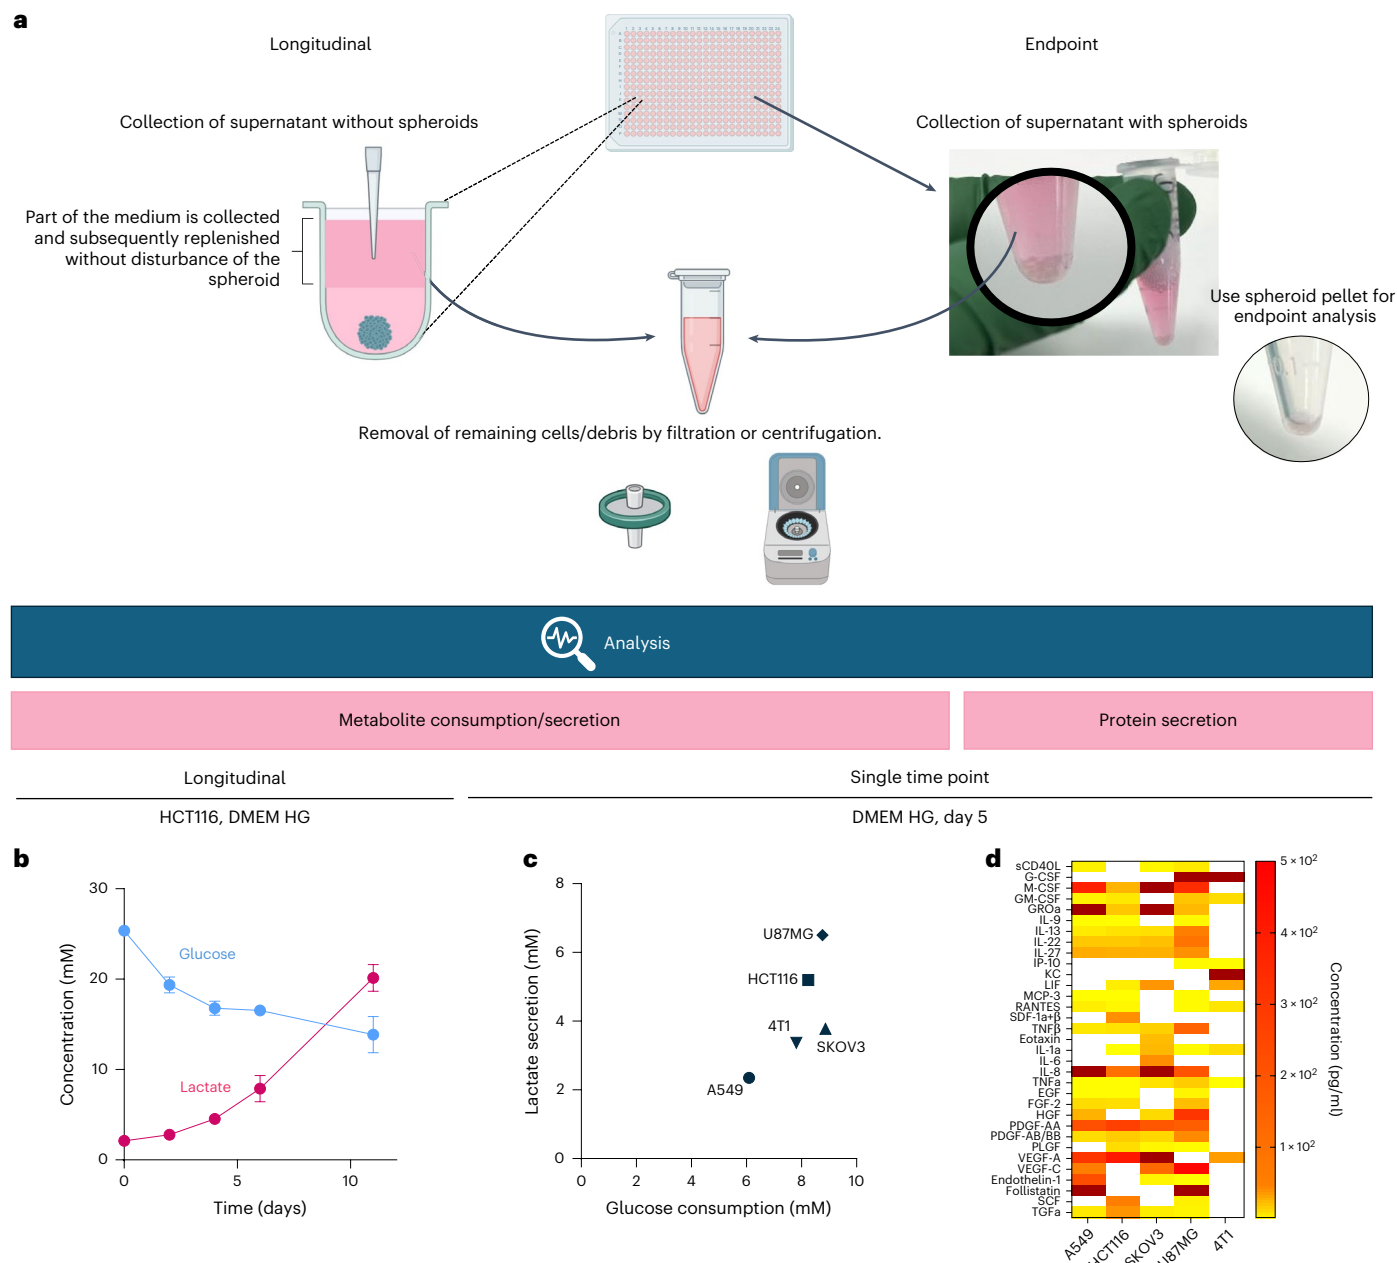 a
Longitudinal
Endpoint
Collection of supernatant without spheroids
Collection of supernatant with spheroids
Part of the medium is collected
and subsequently replenished
without disturbance of the
spheroid
Use spheroid pellet for
endpoint analysis
Removal of remaining cells/debris by filtration or centrifugation.
Analysis
Metabolite consumption/secretion
Protein secretion
Longitudinal
Single time point
HCT116, DMEM HG
DMEM HG, day 5
b
30
20
10
0
Concentration (mM)
Glucose
Lactate
0
5
10
Time (days)
c
8
6
4
2
0
Lactate secretion (mM)
U87MG
HCT116
4T1
SKOV3
A549
0
2
4
6
8
10
Glucose consumption (mM)
d
sCD40L
G-CSF
M-CSF
GM-CSF
GROa
IL-9
IL-13
IL-22
IL-27
IP-10
KC
LIF
MCP-3
RANTES
SDF-1a+β
TNFβ
Eotaxin
IL-1a
IL-6
IL-8
TNFa
EGF
FGF-2
HGF
PDGF-AA
PDGF-AB/BB
PLGF
VEGF-A
VEGF-C
Endothelin-1
Follistatin
SCF
TGFa
A549
HCT116
SKOV3
U87MG
4T1
5 × 10²
4 × 10²
3 × 10²
2 × 10²
1 × 10²
Concentration (pg/ml)